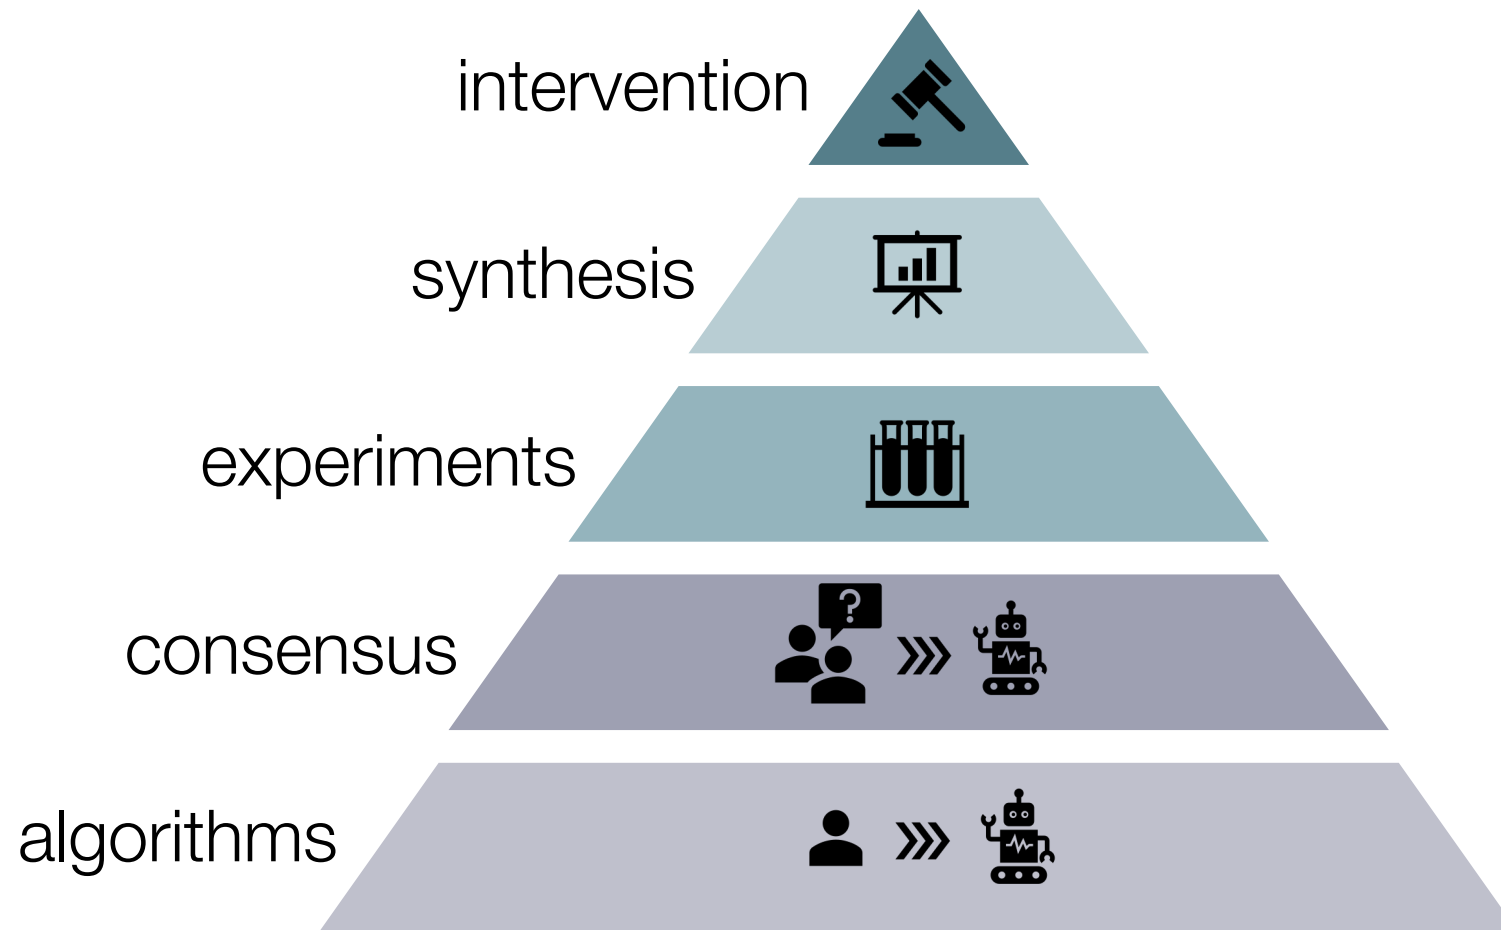 intervention
synthesis
experiments
?
consensus
algorithms